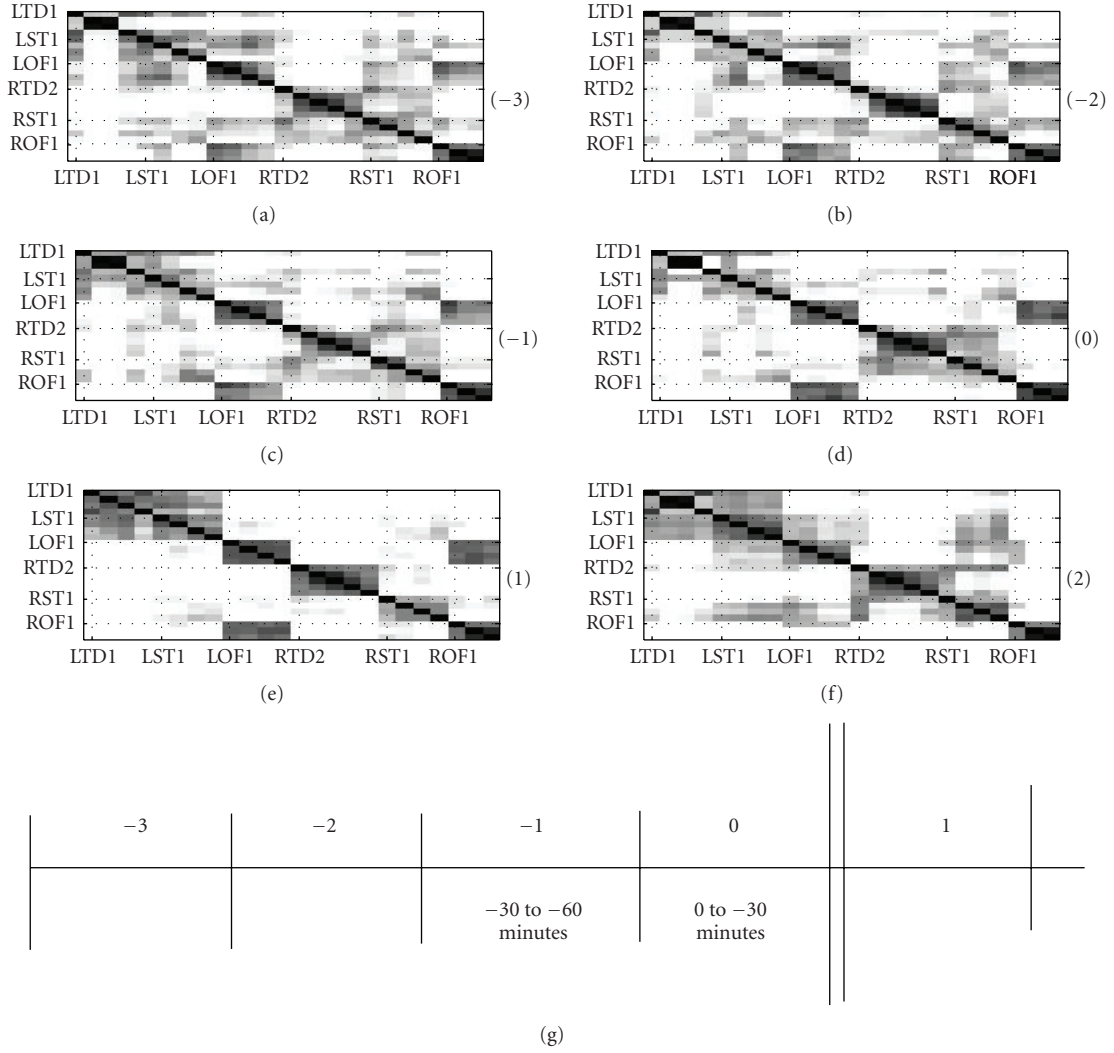 LTD1
LST1
LOF1
RTD2
RST1
ROF1
(−3)
LTD1 LST1 LOF1 RTD2 RST1 ROF1
(a)
LTD1
LST1
LOF1
RTD2
RST1
ROF1
(−2)
LTD1 LST1 LOF1 RTD2 RST1 ROF1
(b)
LTD1
LST1
LOF1
RTD2
RST1
ROF1
(−1)
LTD1 LST1 LOF1 RTD2 RST1 ROF1
(c)
LTD1
LST1
LOF1
RTD2
RST1
ROF1
(0)
LTD1 LST1 LOF1 RTD2 RST1 ROF1
(d)
LTD1
LST1
LOF1
RTD2
RST1
ROF1
(1)
LTD1 LST1 LOF1 RTD2 RST1 ROF1
(e)
LTD1
LST1
LOF1
RTD2
RST1
ROF1
(2)
LTD1 LST1 LOF1 RTD2 RST1 ROF1
(f)
−3 −2 −1 0 1
−30 to −60
minutes
0 to −30
minutes
(g)